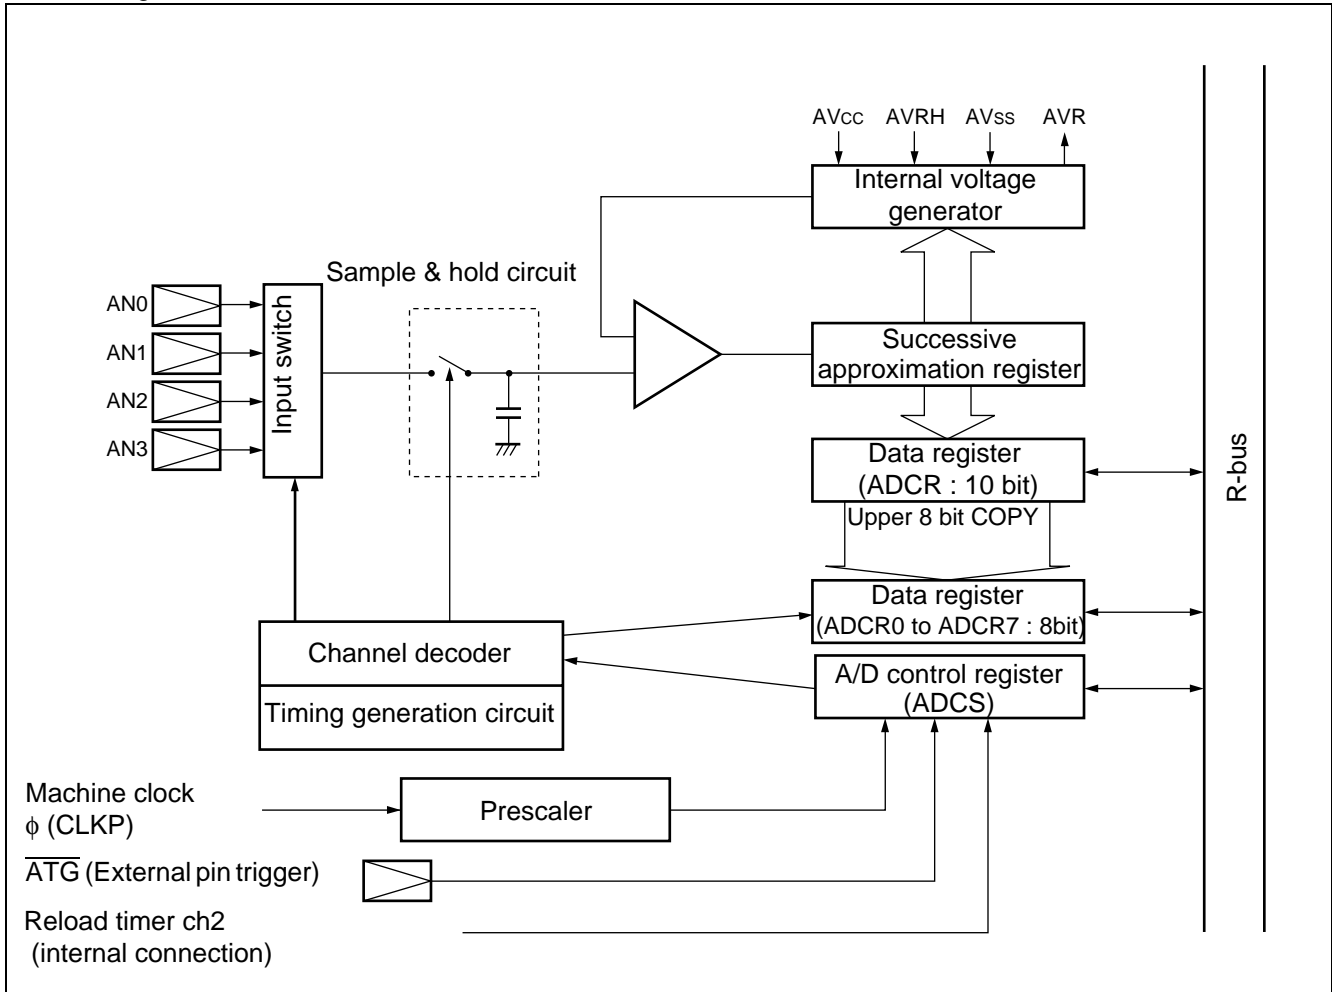 AVCC AVRH AVSS AVR
Internal voltage
generator
Sample & hold circuit
AN0
AN1
AN2
AN3
Input switch
Successive
approximation register
Data register
(ADCR : 10 bit)
Upper 8 bit COPY
Data register
(ADCR0 to ADCR7 : 8bit)
A/D control register
(ADCS)
R-bus
Channel decoder
Timing generation circuit
Machine clock
ϕ (CLKP)
Prescaler
ATG (External pin trigger)
Reload timer ch2
(internal connection)